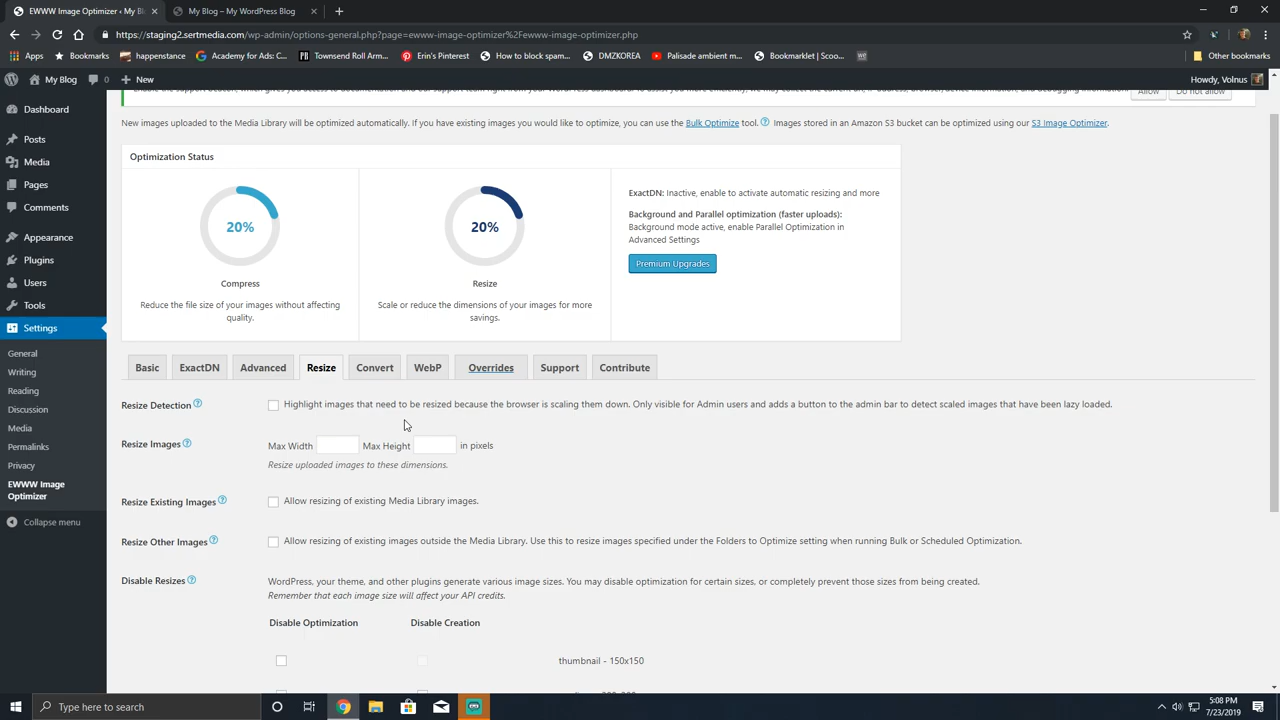 EWWW Image Optimizer ‹ My Bl
My Blog – My WordPress Blog
https://staging2.sertmedia.com/wp-admin/options-general.php?page=ewww-image-optimizer%2Fewww-image-optimizer.php
Apps
happenstance
Academy for Ads: C...
Townsend Roll Arm...
Erin's Pinterest
How to block spam...
DMZKOREA
Palisade ambient m...
Bookmarklet | Scoo...
Other bookmarks
My Blog
0
New
Howdy, Volnus
Allow
Do not allow
New images uploaded to the Media Library will be optimized automatically. If you have existing images you would like to optimize, you can use the Bulk Optimize tool. Images stored in an Amazon S3 bucket can be optimized using our S3 Image Optimizer.
Dashboard
Posts
Media
Pages
Comments
Appearance
Plugins
Users
Tools
Settings
General
Writing
Reading
Discussion
Media
Permalinks
Privacy
EWWW Image
Optimizer
Collapse menu
Optimization Status
20%
Compress
Reduce the file size of your images without affecting
quality.
20%
Resize
Scale or reduce the dimensions of your images for more
savings.
ExactDN: Inactive, enable to activate automatic resizing and more
Background and Parallel optimization (faster uploads):
Background mode active, enable Parallel Optimization in
Advanced Settings
Premium Upgrades
Basic
ExactDN
Advanced
Resize
Convert
WebP
Overrides
Support
Contribute
Resize Detection
Highlight images that need to be resized because the browser is scaling them down. Only visible for Admin users and adds a button to the admin bar to detect scaled images that have been lazy loaded.
Resize Images
Max Width
Max Height
in pixels
Resize uploaded images to these dimensions.
Resize Existing Images
Allow resizing of existing Media Library images.
Resize Other Images
Allow resizing of existing images outside the Media Library. Use this to resize images specified under the Folders to Optimize setting when running Bulk or Scheduled Optimization.
Disable Resizes
WordPress, your theme, and other plugins generate various image sizes. You may disable optimization for certain sizes, or completely prevent those sizes from being created.
Remember that each image size will affect your API credits.
Disable Optimization
Disable Creation
thumbnail - 150x150
Type here to search
5:08 PM
7/23/2019